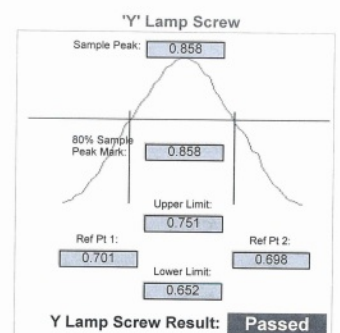 'Y' Lamp Screw
Sample Peak: 0.858
80% Sample
Peak Mark: 0.858
Upper Limit:
0.751
Ref Pt 1: Ref Pt 2:
0.701 0.698
Lower Limit:
0.652
Y Lamp Screw Result: Passed